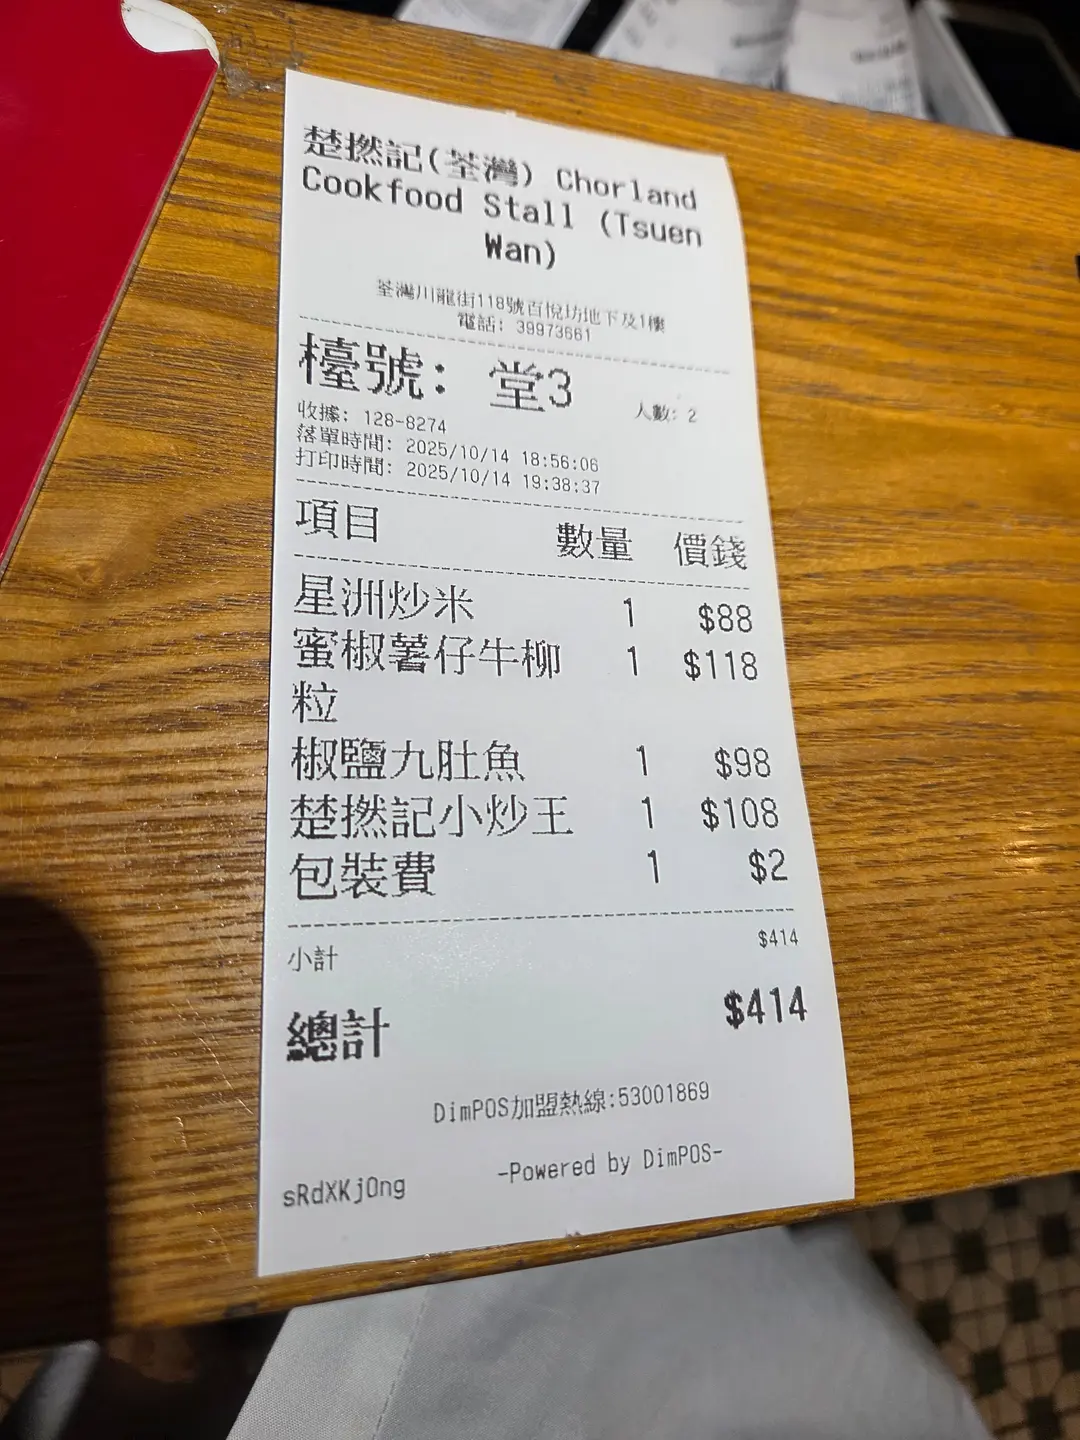 楚撚記(荃灣) Chorland
Cookfood Stall (Tsuen
Wan)
荃灣川龍街118號百悅坊地下及1樓
電話: 39973661
檯號: 堂3 人數: 2
收據: 128-8274
落單時間: 2025/10/14 18:56:06
打印時間: 2025/10/14 19:38:37
項目 數量 價錢
星洲炒米 1 $88
蜜椒薯仔牛柳 1 $118
粒
椒鹽九肚魚 1 $98
楚撚記小炒王 1 $108
包裝費 1 $2
小計 $414
總計 $414
DimPOS加盟熱線:53001869
-Powered by DimPOS-
sRdXKjOng